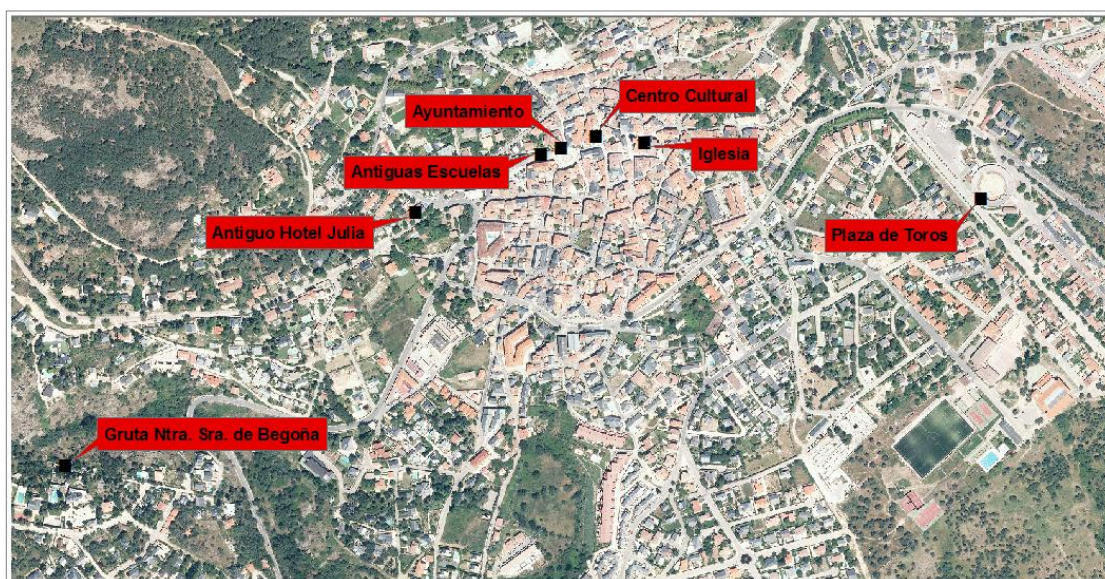 Centro Cultural
Ayuntamiento
Iglesia
Antiguas Escuelas
Antiguo Hotel Julia
Plaza de Toros
Gruta Ntra. Sra. de Begoña